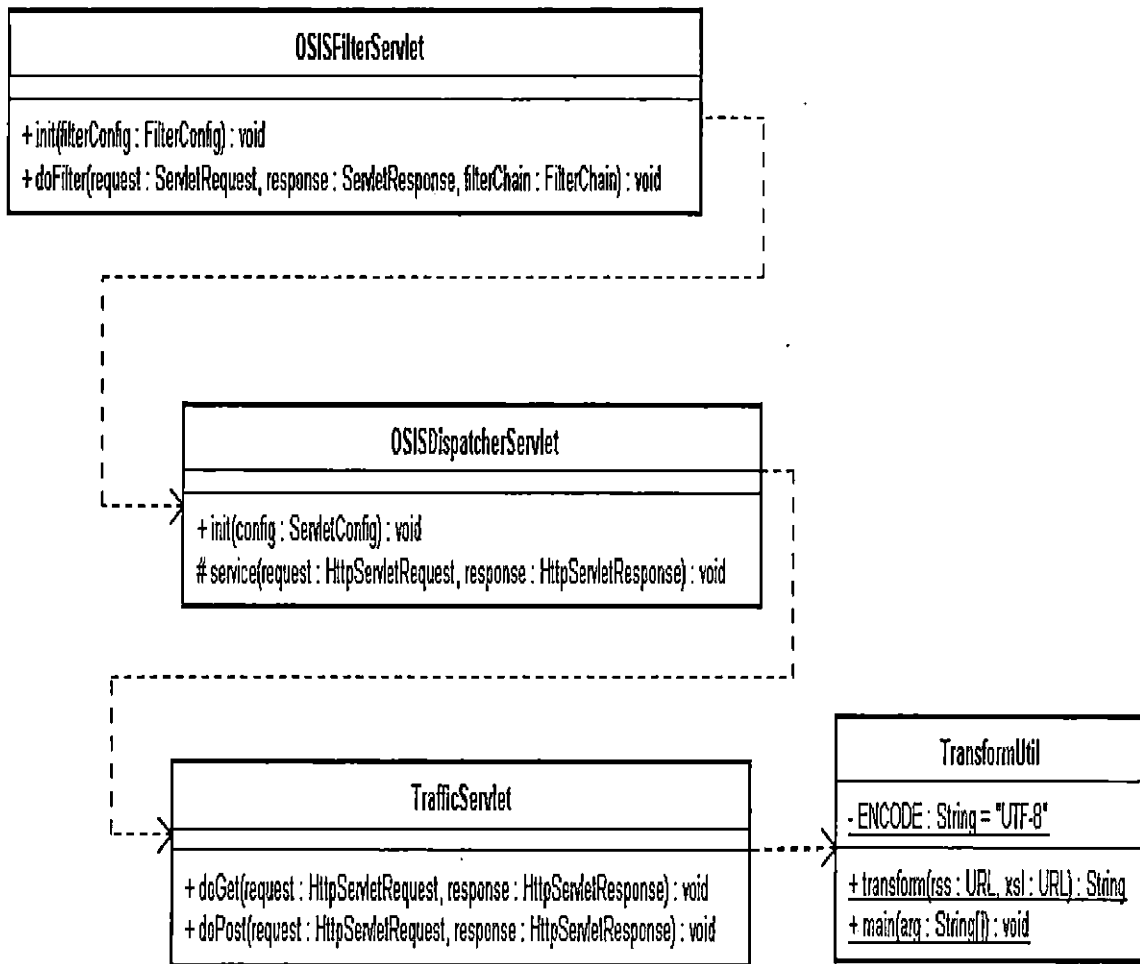 OSISFilterServlet
+ init(filterConfig : FilterConfig) : void
+ doFilter(request : ServletRequest, response : ServletResponse, filterChain : FilterChain) : void
OSISDispatcherServlet
+ init(config : ServletConfig) : void
# service(request : HttpServletRequest, response : HttpServletResponse) : void
TrafficServlet
+ doGet(request : HttpServletRequest, response : HttpServletResponse) : void
+ doPost(request : HttpServletRequest, response : HttpServletResponse) : void
TransformUtil
- ENCODE : String = "UTF-8"
+ transform(rss : URL, xsl : URL) : String
+ main(arg : String[]) : void